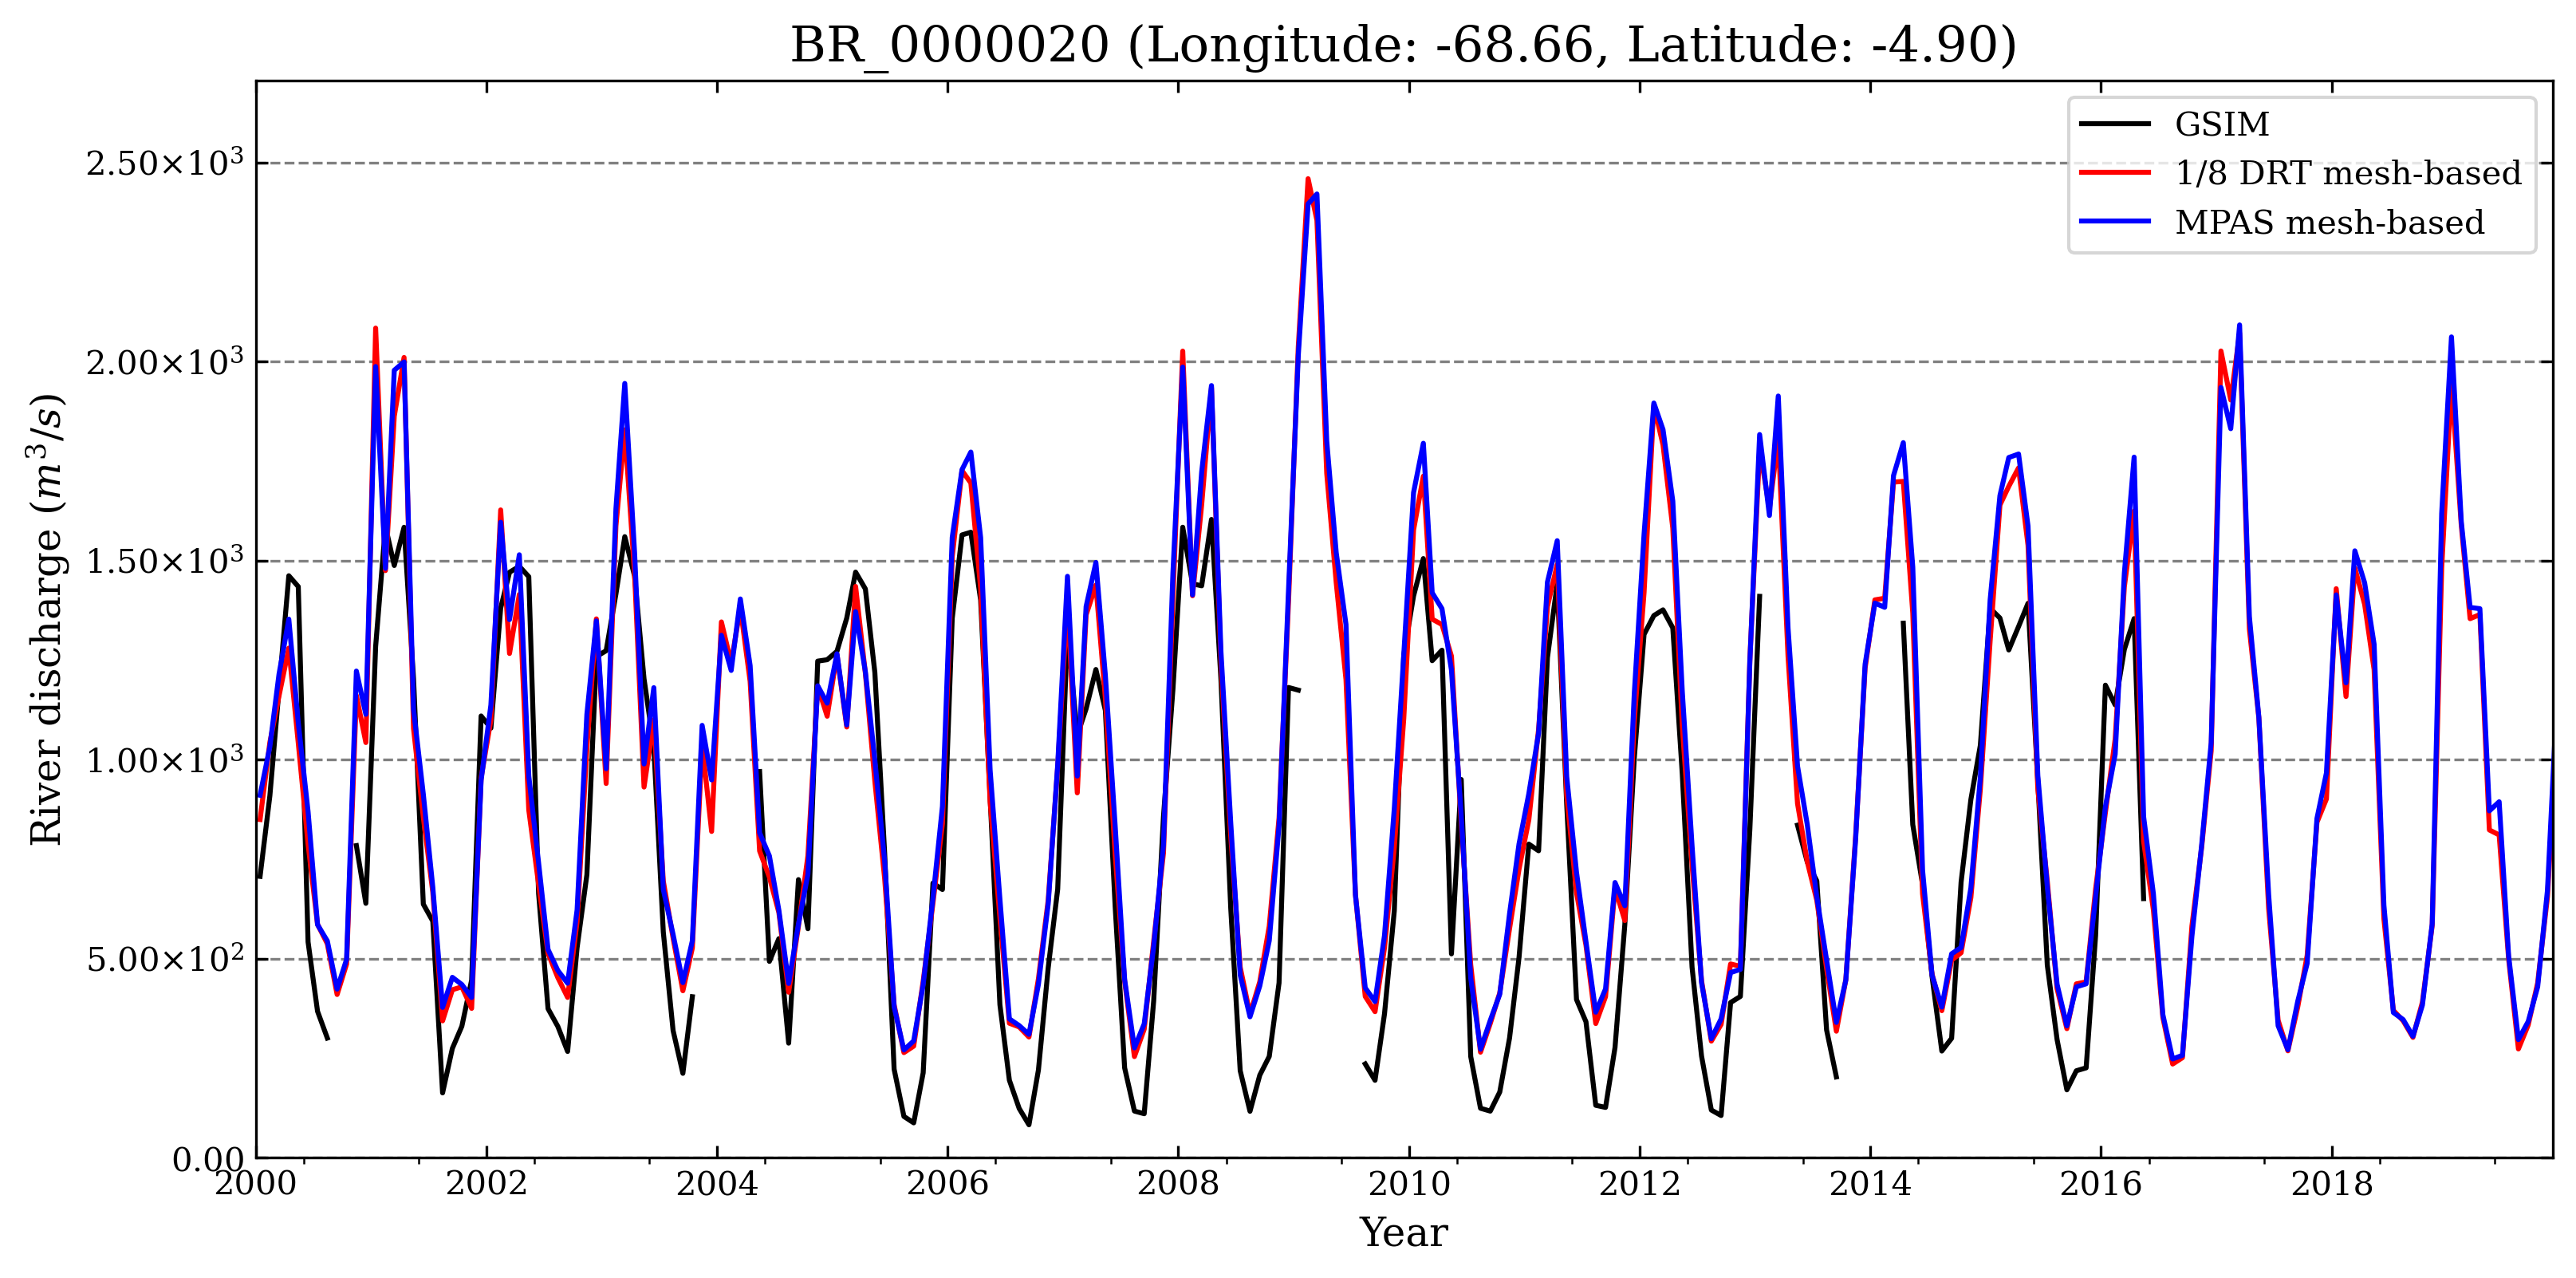 BR_0000020 (Longitude: -68.66, Latitude: -4.90)
GSIM
1/8 DRT mesh-based
MPAS mesh-based
River discharge (m³/s)
2.50×10³
2.00×10³
1.50×10³
1.00×10³
5.00×10²
0.00
2000 2002 2004 2006 2008 2010 2012 2014 2016 2018
Year